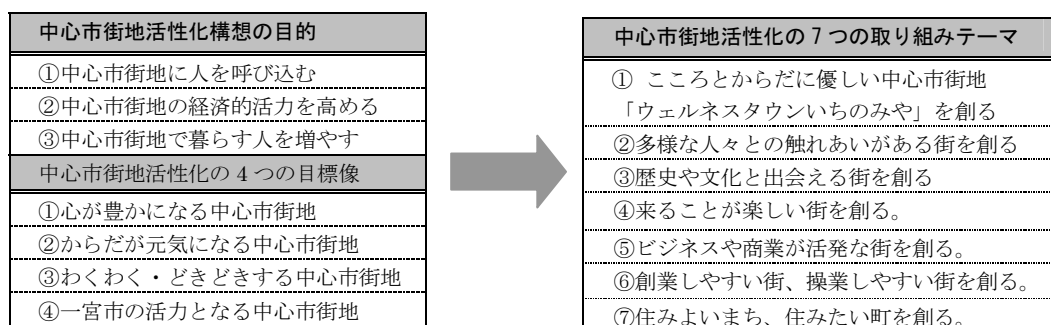 中心市街地活性化構想の目的
①中心市街地に人を呼び込む
②中心市街地の経済的活力を高める
③中心市街地で暮らす人を増やす
中心市街地活性化の4つの目標像
①心が豊かになる中心市街地
②からだが元気になる中心市街地
③わくわく・どきどきする中心市街地
④一宮市の活力となる中心市街地
中心市街地活性化の7つの取り組みテーマ
① こころとからだに優しい中心市街地
「ウェルネスタウンいちのみや」を創る
②多様な人々との触れあいがある街を創る
③歴史や文化と出会える街を創る
④来ることが楽しい街を創る。
⑤ビジネスや商業が活発な街を創る。
⑥創業しやすい街、操業しやすい街を創る。
⑦住みよいまち、住みたい町を創る。